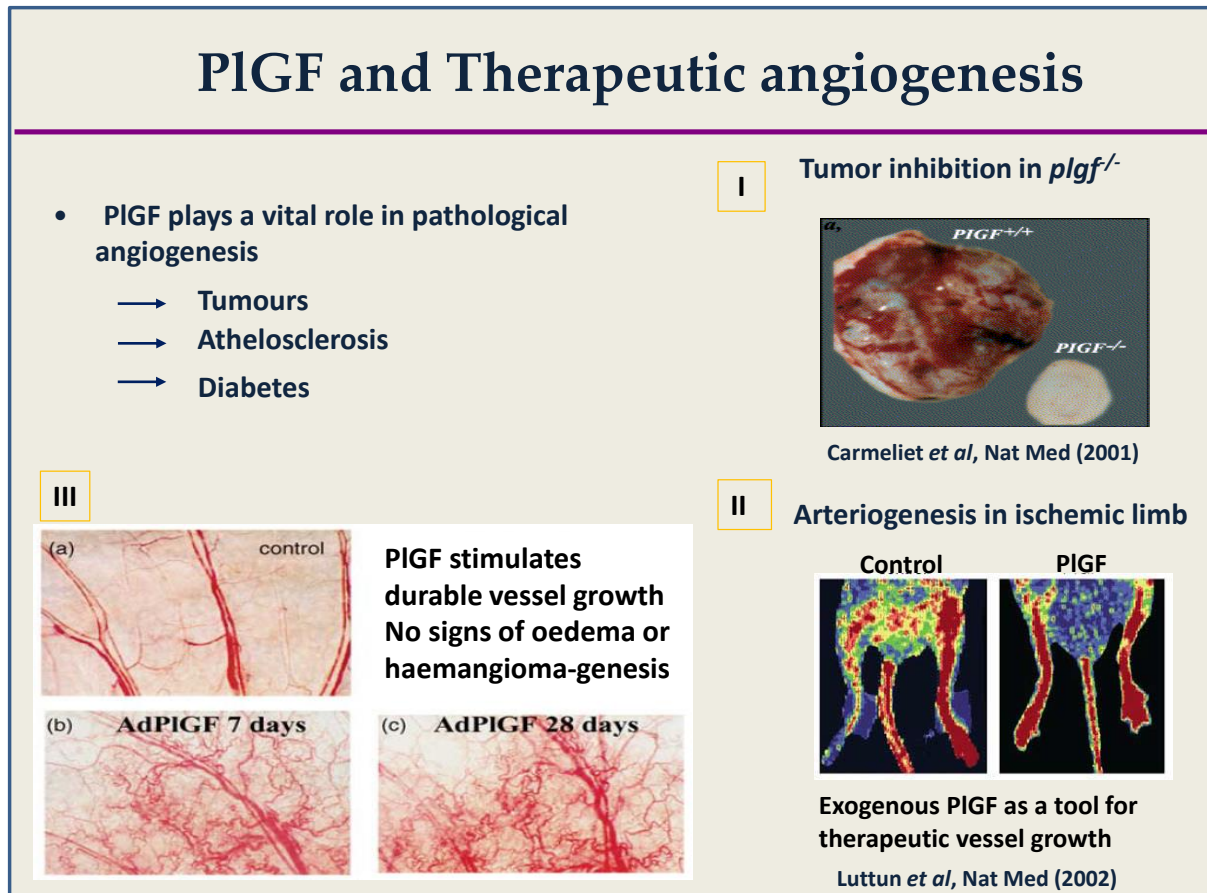 PlGF and Therapeutic angiogenesis
• PlGF plays a vital role in pathological
angiogenesis
→ Tumours
→ Athelosclerosis
→ Diabetes
I
Tumor inhibition in plgf-/-
a,
PlGF+/+
PlGF-/-
Carmeliet et al, Nat Med (2001)
II
Arteriogenesis in ischemic limb
Control
PlGF
Exogenous PlGF as a tool for
therapeutic vessel growth
Luttun et al, Nat Med (2002)
III
(a)
control
PlGF stimulates
durable vessel growth
No signs of oedema or
haemangioma-genesis
(b)
AdPlGF 7 days
(c)
AdPlGF 28 days